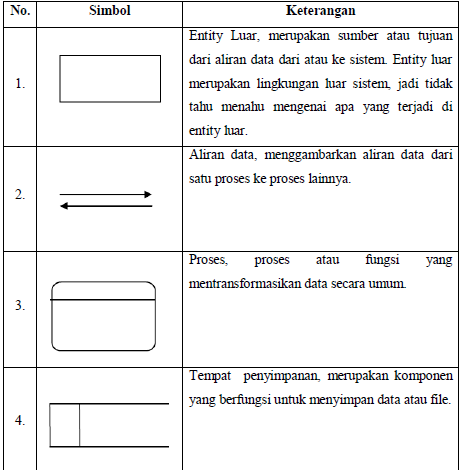 No. Simbol Keterangan
1.
Entity Luar, merupakan sumber atau tujuan
dari aliran data dari atau ke sistem. Entity luar
merupakan lingkungan luar sistem, jadi tidak
tahu menahu mengenai apa yang terjadi di
entity luar.
2.
Aliran data, menggambarkan aliran data dari
satu proses ke proses lainnya.
3.
Proses, proses atau fungsi yang
mentransformasikan data secara umum.
4.
Tempat penyimpanan, merupakan komponen
yang berfungsi untuk menyimpan data atau file.